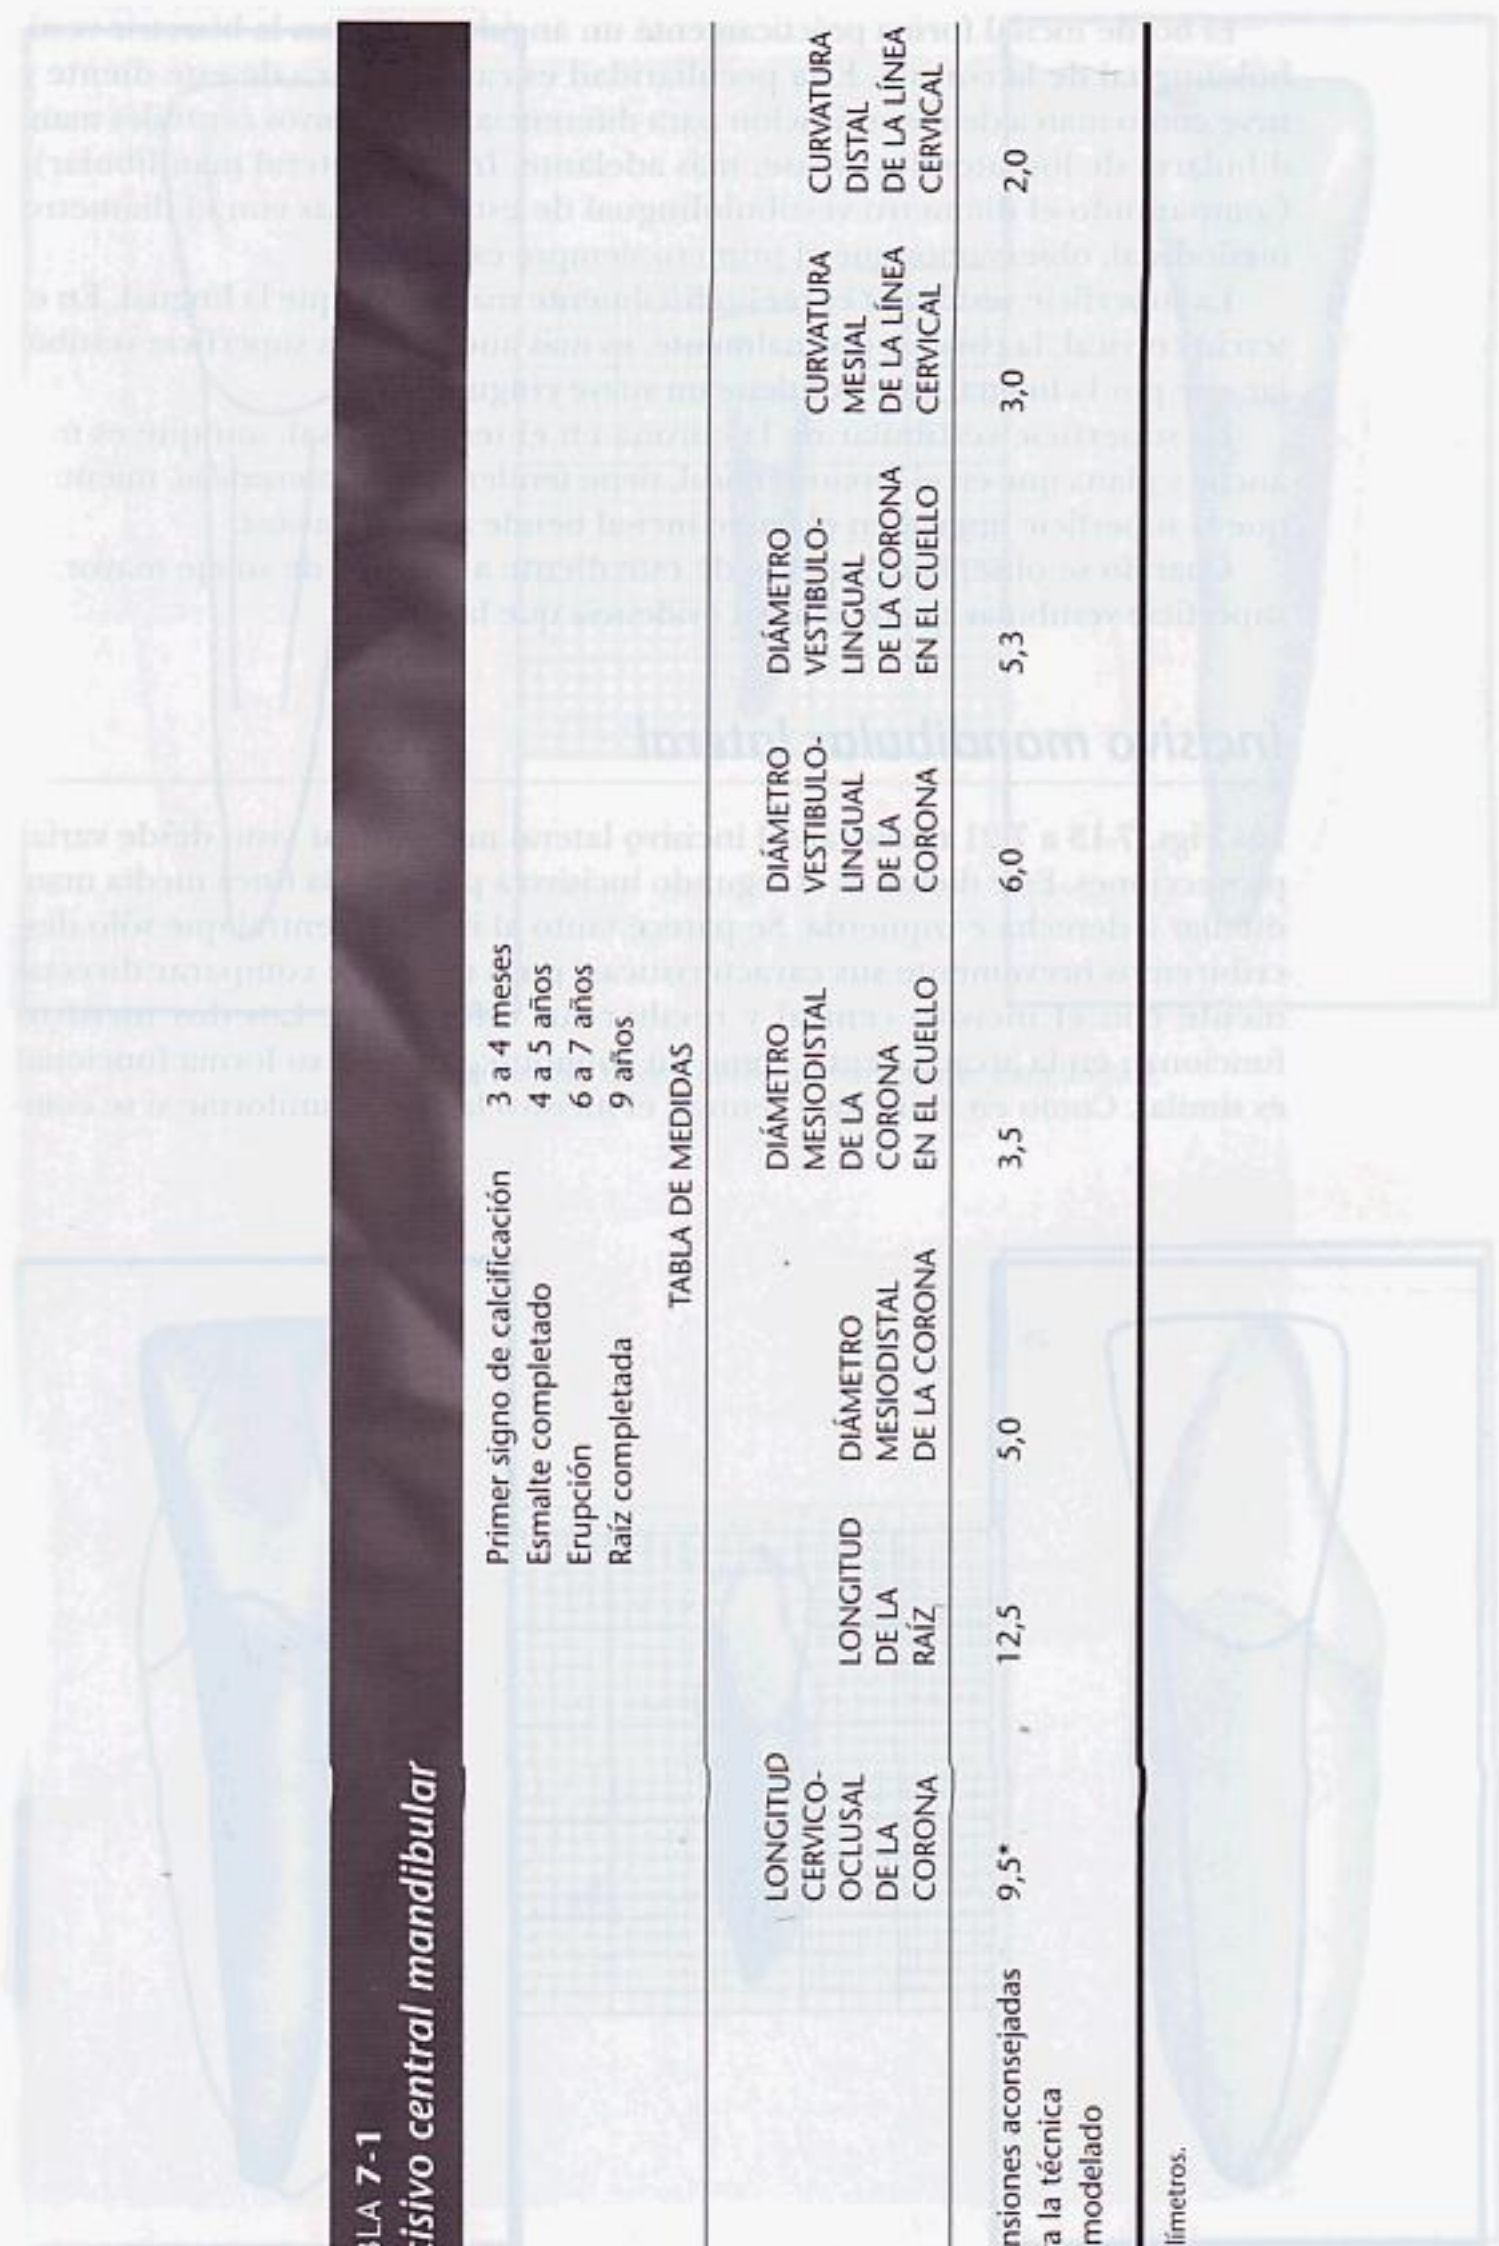 BLA 7-1
cisivo central mandibular
Primer signo de calcificación 3 a 4 meses
Esmalte completado 4 a 5 años
Erupción 6 a 7 años
Raíz completada 9 años
TABLA DE MEDIDAS
LONGITUD
CERVICO-
OCLUSAL
DE LA
CORONA
LONGITUD
DE LA
RAÍZ
DIÁMETRO
MESIODISTAL
DE LA CORONA
DIÁMETRO
MESIODISTAL
DE LA
CORONA
EN EL CUELLO
DIÁMETRO
VESTIBULO-
LINGUAL
DE LA
CORONA
DIÁMETRO
VESTIBULO-
LINGUAL
DE LA CORONA
EN EL CUELLO
CURVATURA
MESIAL
DE LA LÍNEA
CERVICAL
CURVATURA
DISTAL
DE LA LÍNEA
CERVICAL
nsiones aconsejadas 9,5* 12,5 5,0 3,5 6,0 5,3 3,0 2,0
a la técnica
modelado
límetros.